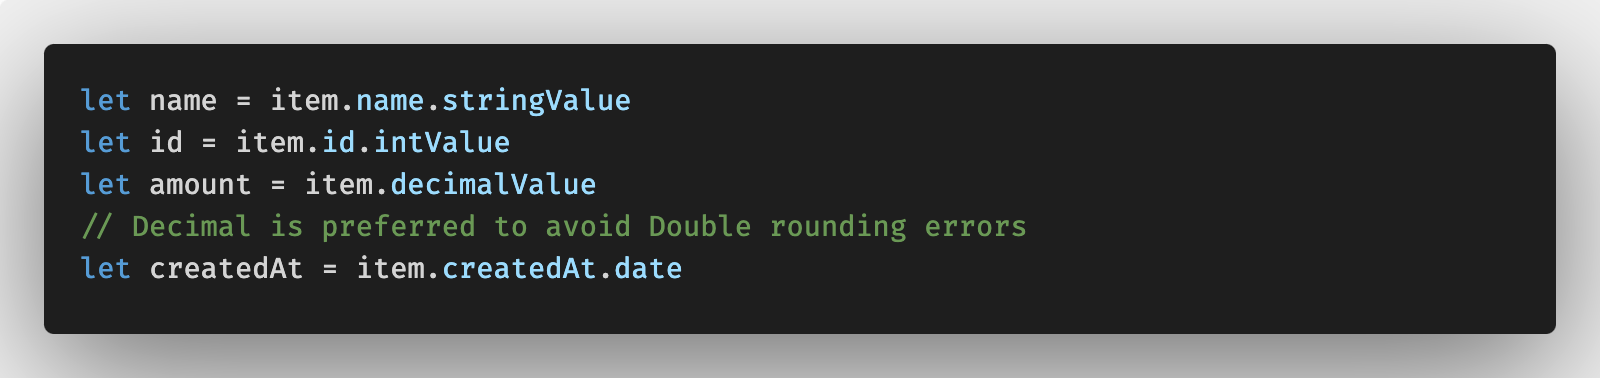 let name = item.name.stringValue
let id = item.id.intValue
let amount = item.decimalValue
// Decimal is preferred to avoid Double rounding errors
let createdAt = item.createdAt.date